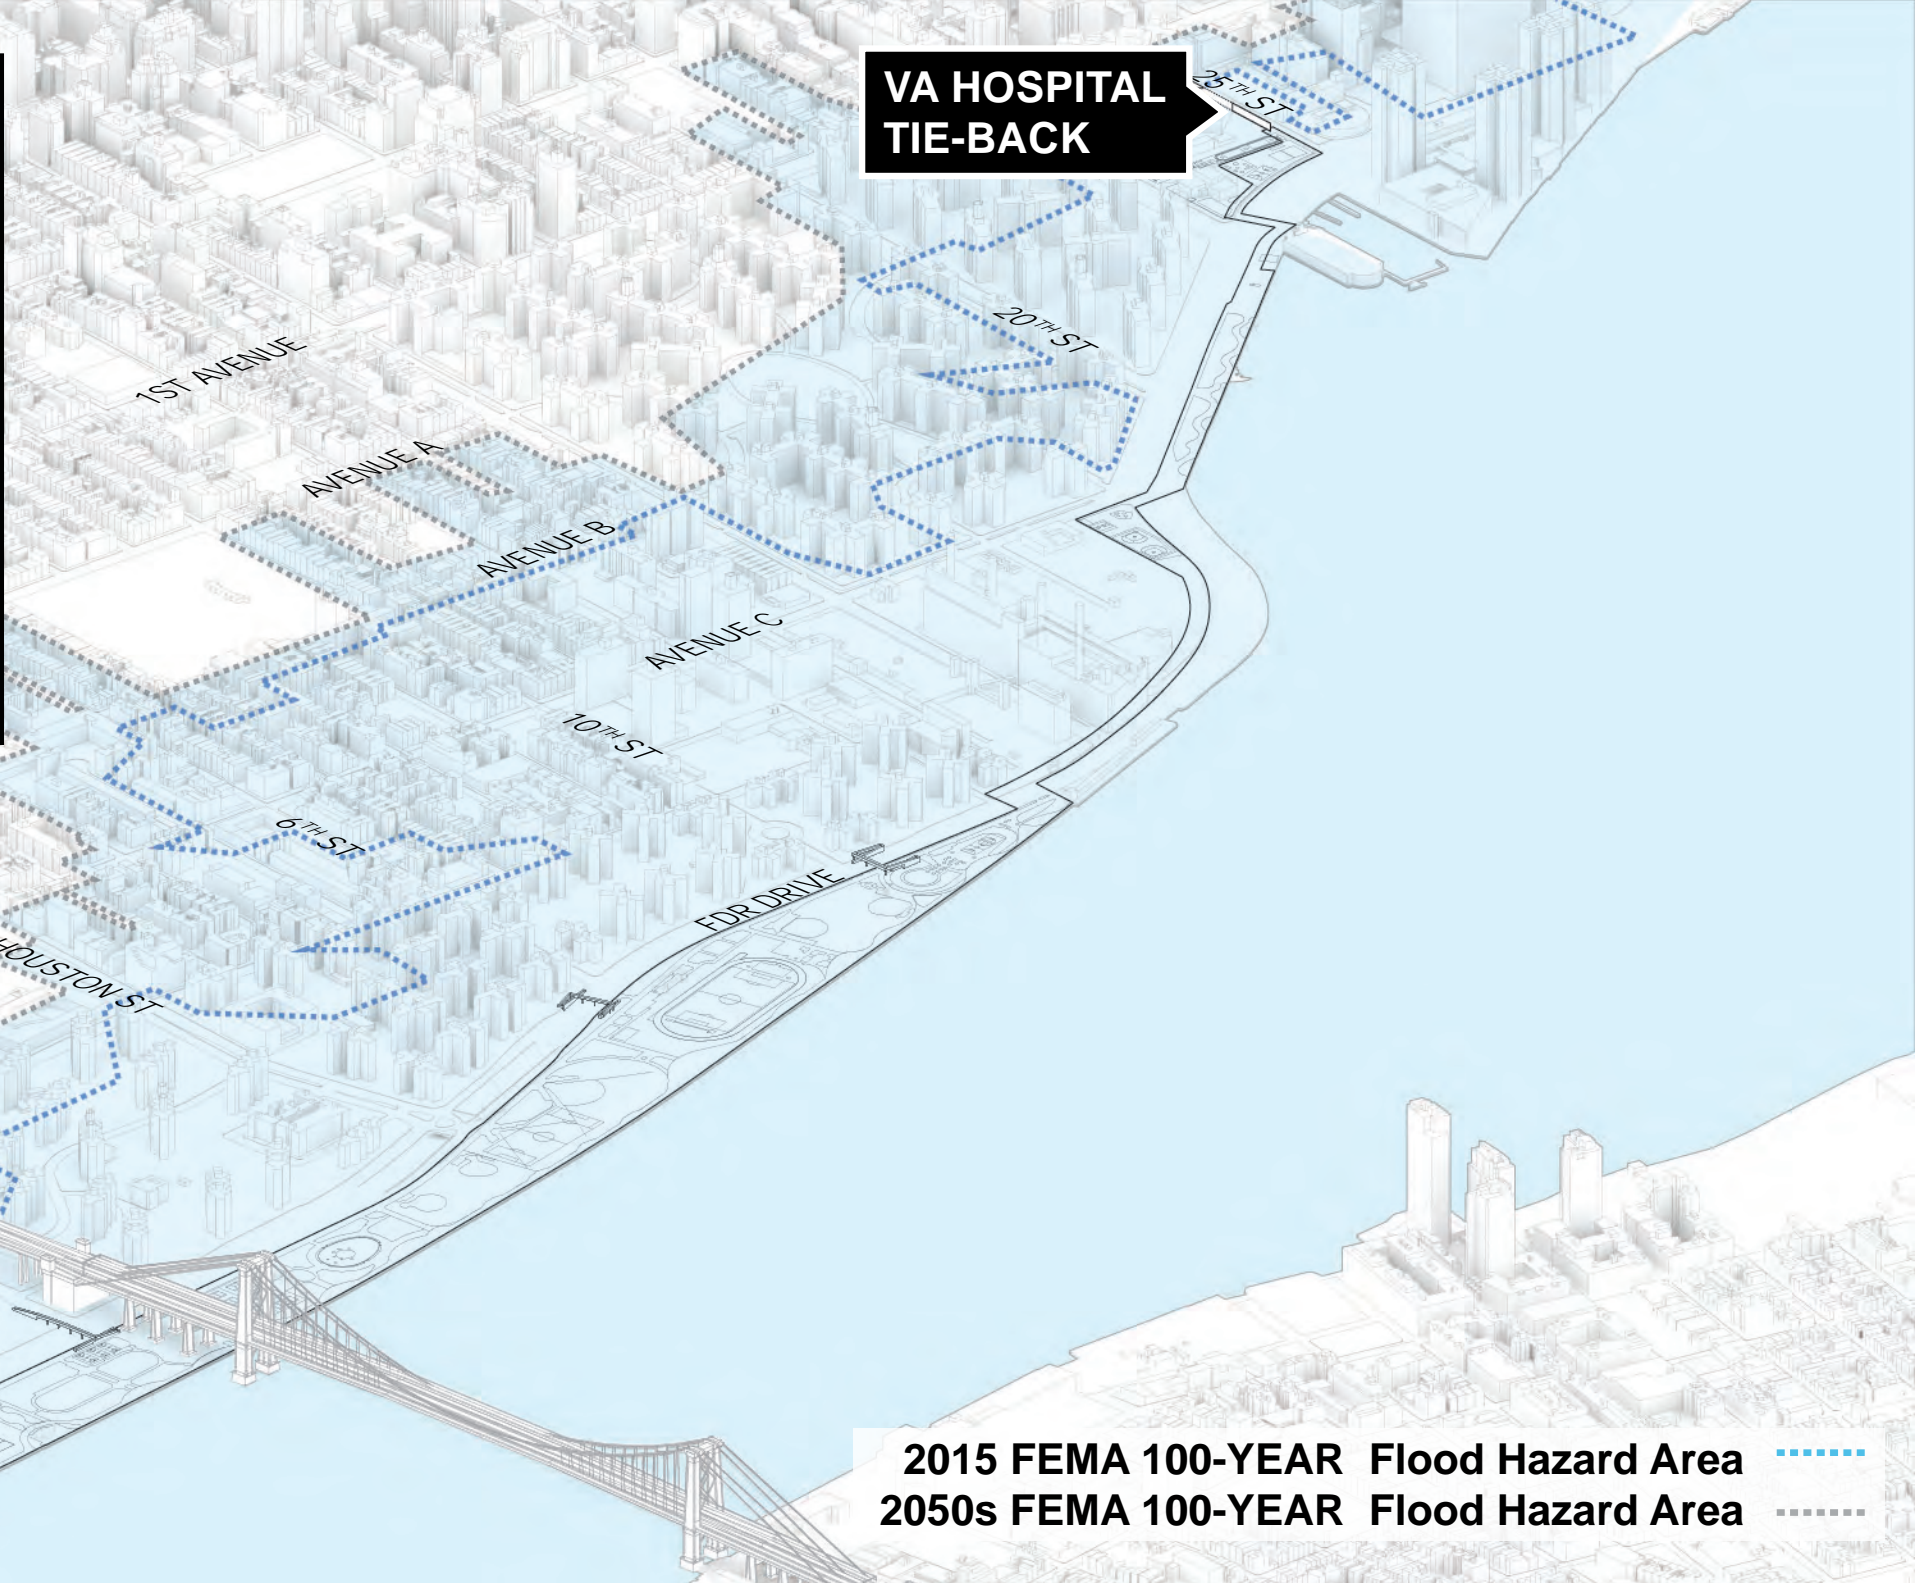 VA HOSPITAL
TIE-BACK
25TH ST
20TH ST
1ST AVENUE
AVENUE A
AVENUE B
AVENUE C
10TH ST
6TH ST
FDR DRIVE
HOUSTON ST
2015 FEMA 100-YEAR Flood Hazard Area
2050s FEMA 100-YEAR Flood Hazard Area